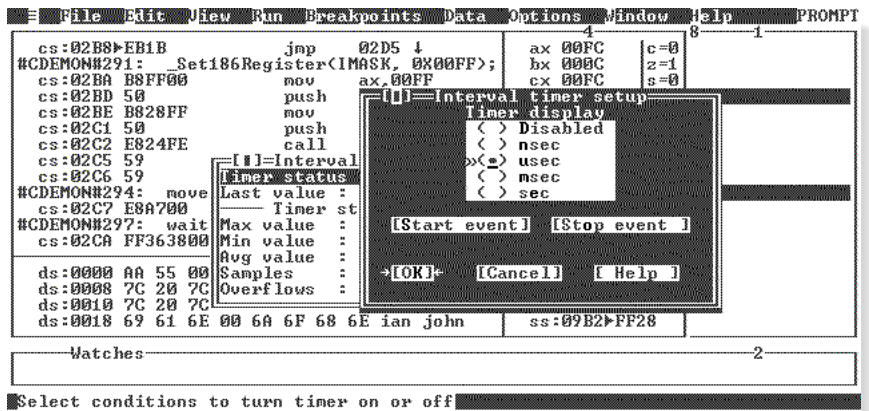 ≡ File Edit View Run Breakpoints Data Options Window Help PROMPT
4 8 1
cs:02B8►EB1B jmp 02D5 ↓ ax 00FC c=0
#CDEMON#291: _Set186Register(IMASK, 0X00FF); bx 000C z=1
cs:02BA B8FF00 mov ax,00FF cx 00FC s=0
cs:02BD 50 push
cs:02BE B828FF mov
cs:02C1 50 push
cs:02C2 E824FE call
cs:02C5 59
cs:02C6 59
#CDEMON#294: move
cs:02C7 E8A700
#CDEMON#297: wait
cs:02CA FF363800
ds:0000 AA 55 00
ds:0008 7C 20 7C
ds:0010 7C 20 7C
ds:0018 69 61 6E 00 6A 6F 68 6E ian john ss:09B2►FF28
Interval
Timer status
Last value :
Timer st
Max value :
Min value :
Avg value :
Samples :
Overflows :
Interval timer setup
Timer display
( ) Disabled
( ) nsec
»(•) usec
( ) msec
( ) sec
[Start event] [Stop event ]
→[OK]← [Cancel] [ Help ]
Watches 2
Select conditions to turn timer on or off